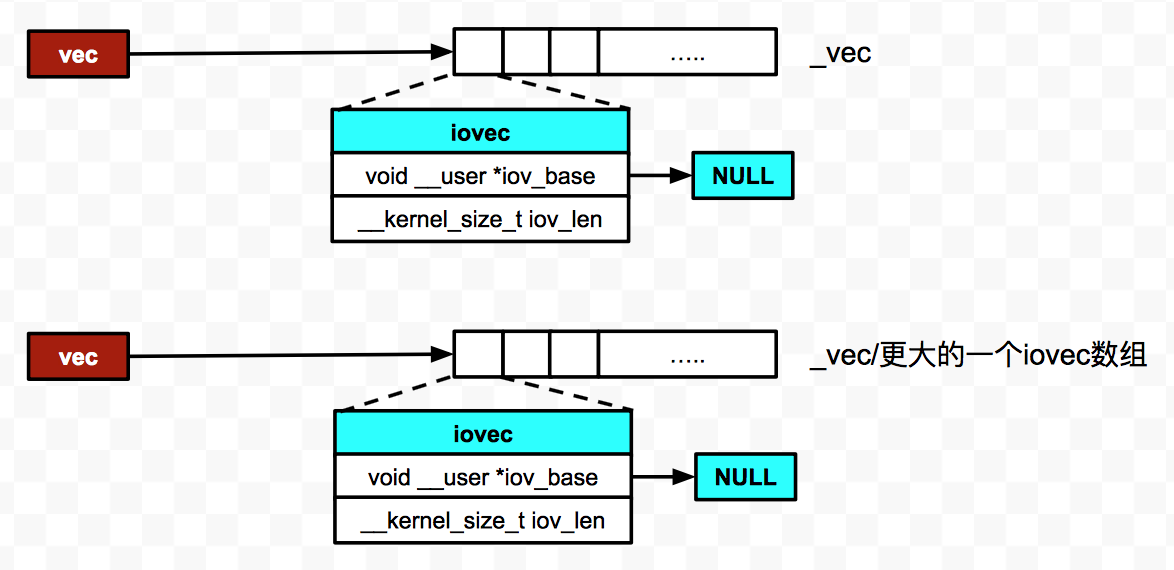 vec
.....
_vec
iovec
void __user *iov_base
NULL
__kernel_size_t iov_len
vec
.....
_vec/更大的一个iovec数组
iovec
void __user *iov_base
NULL
__kernel_size_t iov_len